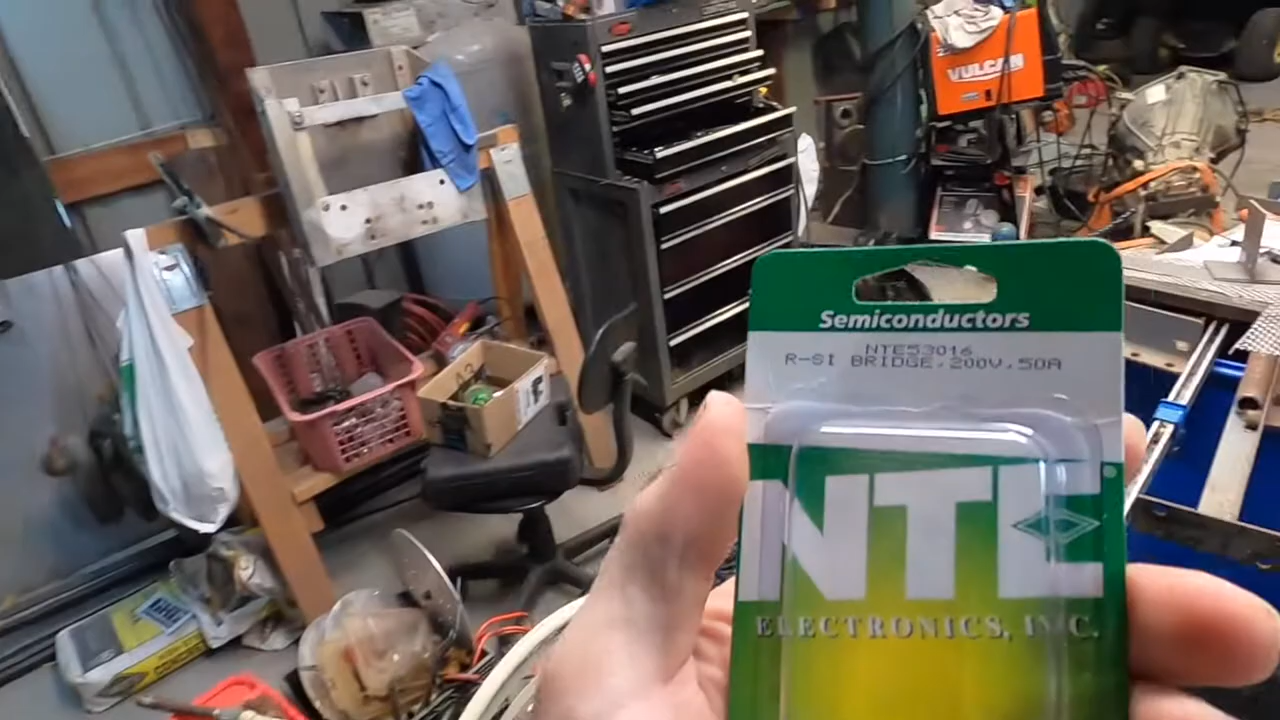 VULCAN
Semiconductors
NTE53016
R-SI BRIDGE, 200V, 50A
NTE
ELECTRONICS, INC.